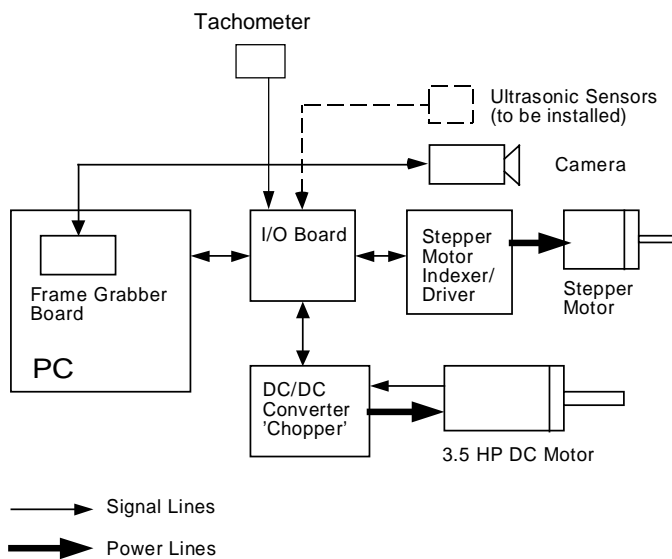 Tachometer
Ultrasonic Sensors
(to be installed)
Camera
I/O Board
Stepper
Motor
Indexer/
Driver
Stepper
Motor
Frame Grabber
Board
PC
DC/DC
Converter
'Chopper'
3.5 HP DC Motor
Signal Lines
Power Lines